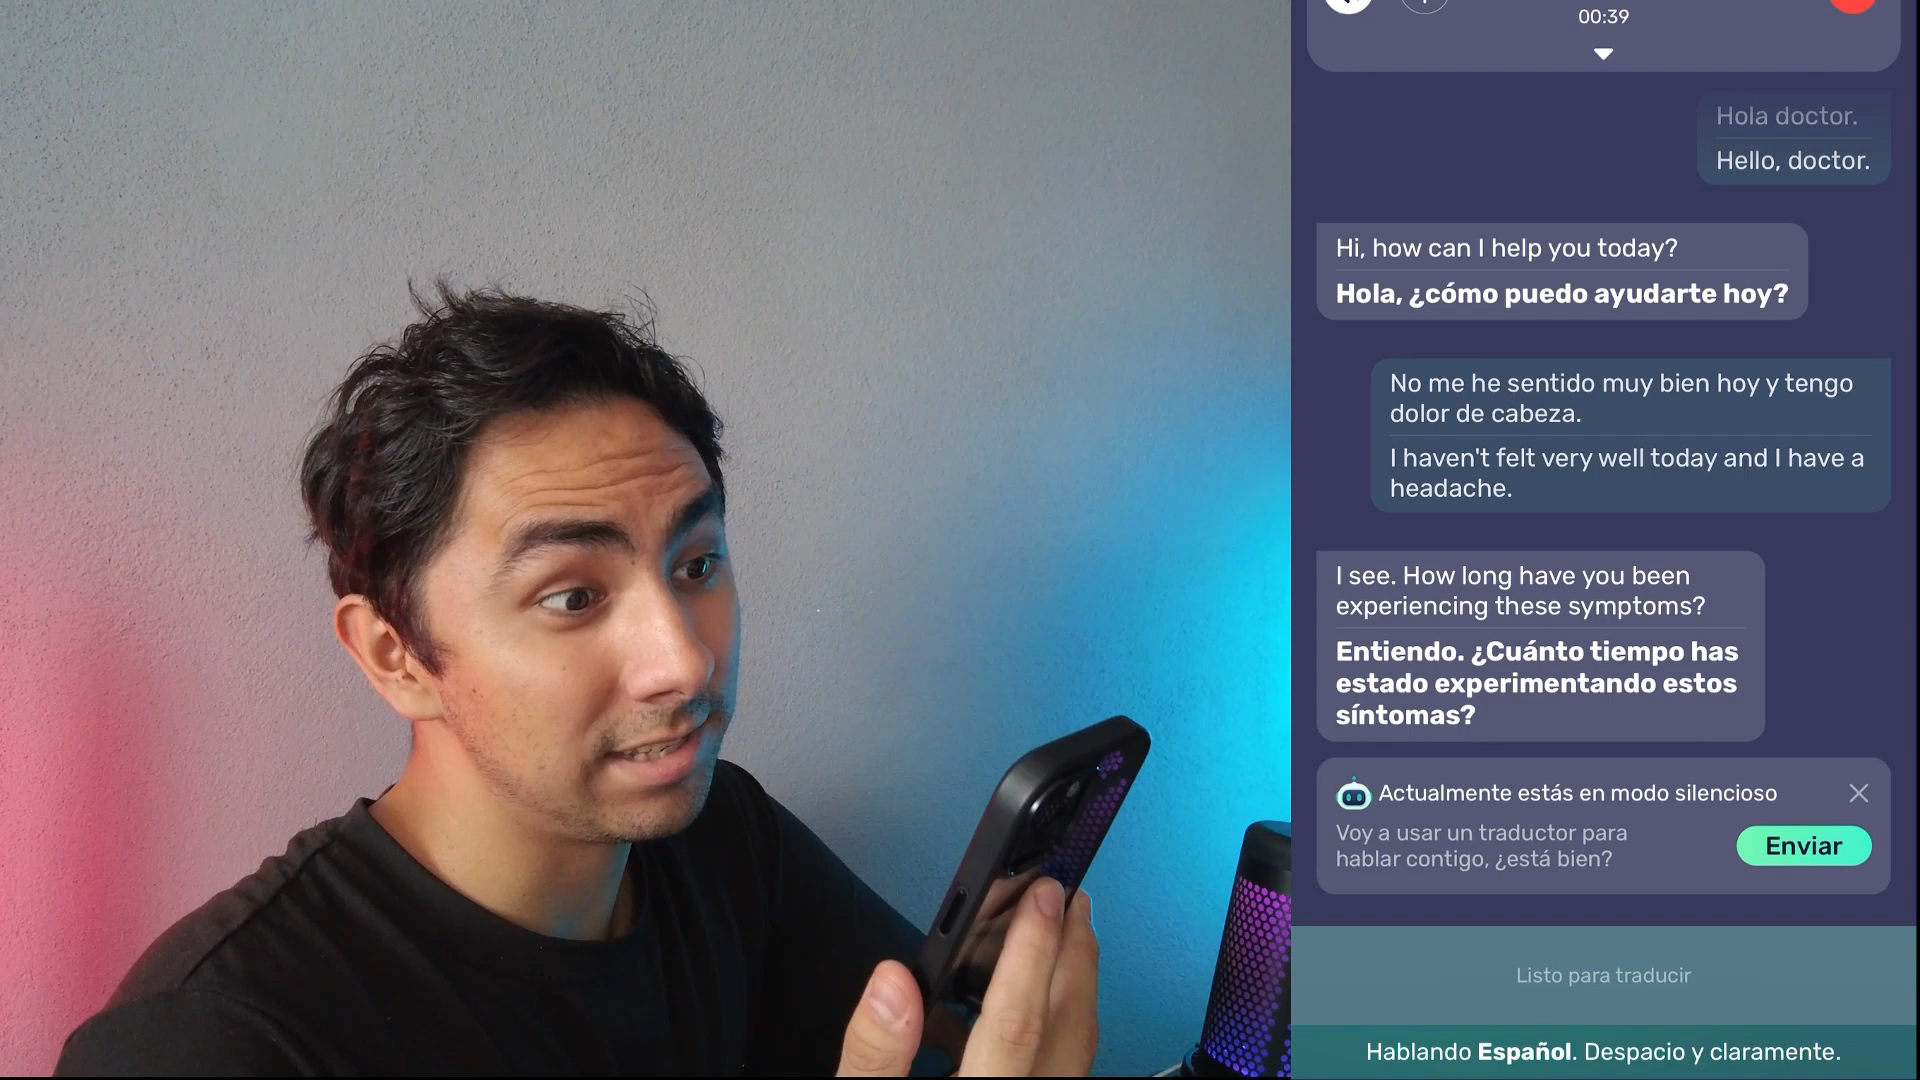 00:39
Hola doctor.
Hello, doctor.
Hi, how can I help you today?
Hola, ¿cómo puedo ayudarte hoy?
No me he sentido muy bien hoy y tengo
dolor de cabeza.
I haven't felt very well today and I have a
headache.
I see. How long have you been
experiencing these symptoms?
Entiendo. ¿Cuánto tiempo has
estado experimentando estos
síntomas?
Actualmente estás en modo silencioso
Voy a usar un traductor para
hablar contigo, ¿está bien?
Enviar
Listo para traducir
Hablando Español. Despacio y claramente.